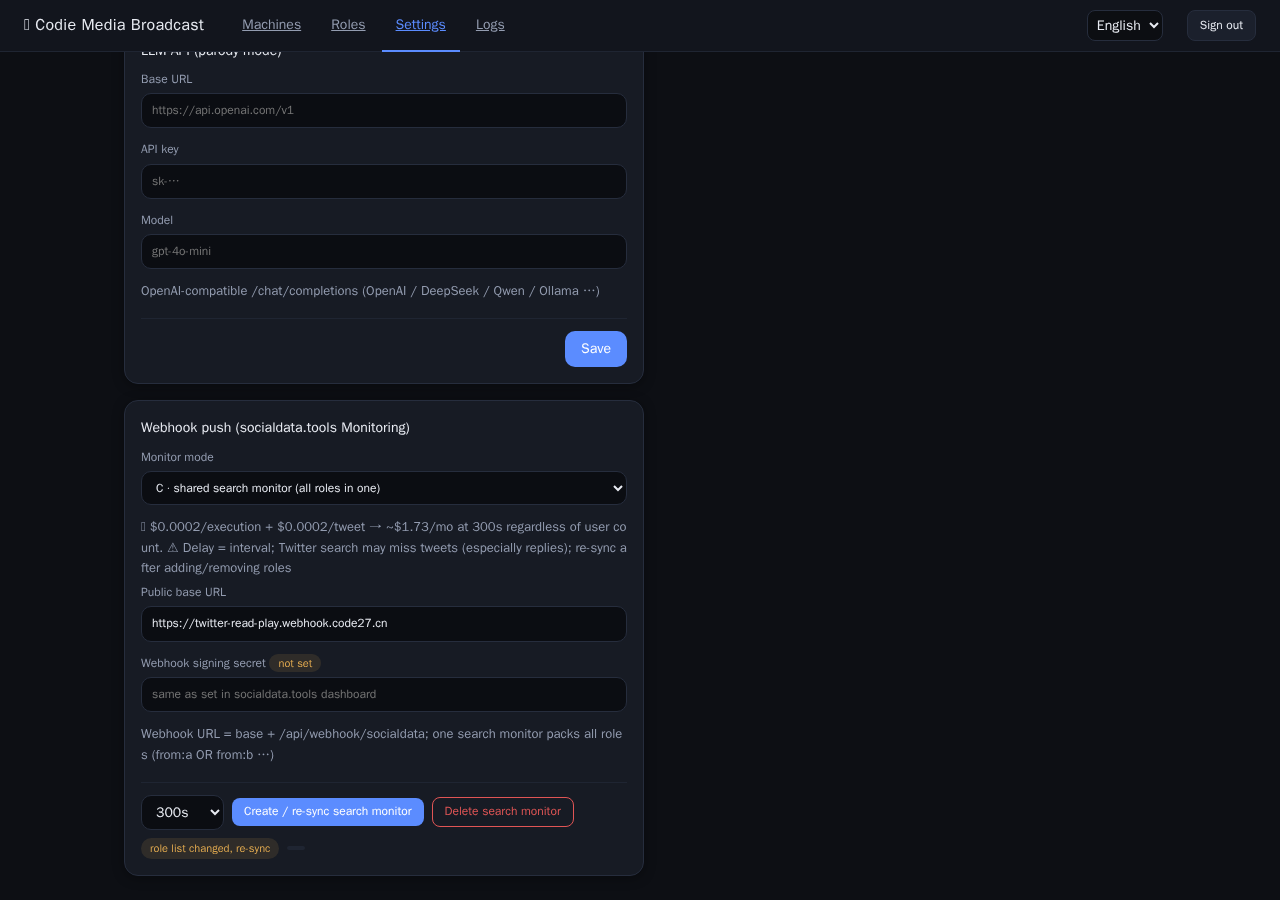 Codie Media Broadcast
Machines
Roles
Settings
Logs
English
Sign out
LLM API (parody mode)
Base URL
https://api.openai.com/v1
API key
sk-···
Model
gpt-4o-mini
OpenAI-compatible /chat/completions (OpenAI / DeepSeek / Qwen / Ollama ···)
Save
Webhook push (socialdata.tools Monitoring)
Monitor mode
C · shared search monitor (all roles in one)
$0.0002/execution + $0.0002/tweet → ~$1.73/mo at 300s regardless of user co
unt. ⚠ Delay = interval; Twitter search may miss tweets (especially replies); re-sync a
fter adding/removing roles
Public base URL
https://twitter-read-play.webhook.code27.cn
Webhook signing secret not set
same as set in socialdata.tools dashboard
Webhook URL = base + /api/webhook/socialdata; one search monitor packs all role
s (from:a OR from:b ···)
300s
Create / re-sync search monitor
Delete search monitor
role list changed, re-sync